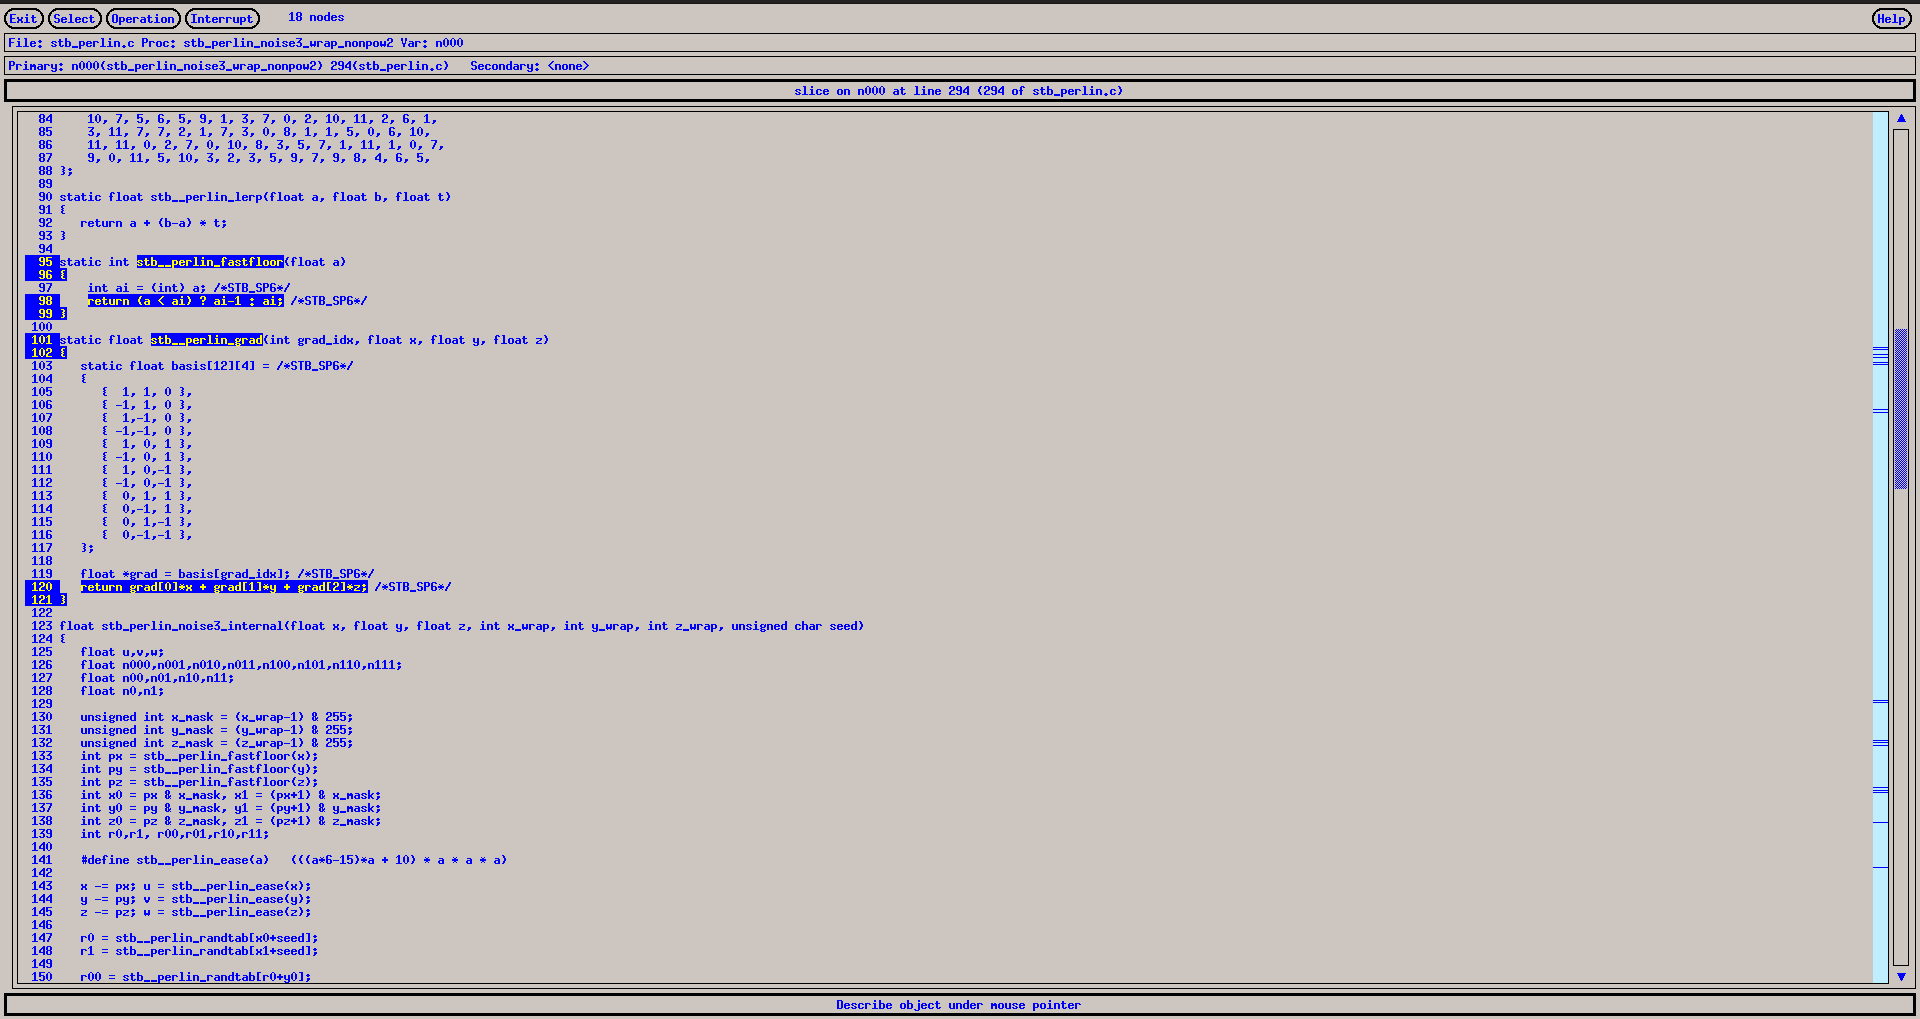 Exit Select Operation Interrupt 18 nodes Help
File: stb_perlin.c Proc: stb_perlin_noise3_wrap_nonpow2 Var: n000
Primary: n000(stb_perlin_noise3_wrap_nonpow2) 294(stb_perlin.c) Secondary: <none>
slice on n000 at line 294 (294 of stb_perlin.c)
84 10, 7, 5, 6, 5, 9, 1, 3, 7, 0, 2, 10, 11, 2, 6, 1,
85 3, 11, 7, 7, 2, 1, 7, 3, 0, 8, 1, 1, 5, 0, 6, 10,
86 11, 11, 0, 2, 7, 0, 10, 8, 3, 5, 7, 1, 11, 1, 0, 7,
87 9, 0, 11, 5, 10, 3, 2, 3, 5, 9, 7, 9, 8, 4, 6, 5,
88 };
89
90 static float stb__perlin_lerp(float a, float b, float t)
91 {
92 return a + (b-a) * t;
93 }
94
95 static int stb__perlin_fastfloor(float a)
96 {
97 int ai = (int) a; /*STB_SP6*/
98 return (a < ai) ? ai-1 : ai; /*STB_SP6*/
99 }
100
101 static float stb__perlin_grad(int grad_idx, float x, float y, float z)
102 {
103 static float basis[12][4] = /*STB_SP6*/
104 {
105 { 1, 1, 0 },
106 { -1, 1, 0 },
107 { 1,-1, 0 },
108 { -1,-1, 0 },
109 { 1, 0, 1 },
110 { -1, 0, 1 },
111 { 1, 0,-1 },
112 { -1, 0,-1 },
113 { 0, 1, 1 },
114 { 0,-1, 1 },
115 { 0, 1,-1 },
116 { 0,-1,-1 },
117 };
118
119 float *grad = basis[grad_idx]; /*STB_SP6*/
120 return grad[0]*x + grad[1]*y + grad[2]*z; /*STB_SP6*/
121 }
122
123 float stb_perlin_noise3_internal(float x, float y, float z, int x_wrap, int y_wrap, int z_wrap, unsigned char seed)
124 {
125 float u,v,w;
126 float n000,n001,n010,n011,n100,n101,n110,n111;
127 float n00,n01,n10,n11;
128 float n0,n1;
129
130 unsigned int x_mask = (x_wrap-1) & 255;
131 unsigned int y_mask = (y_wrap-1) & 255;
132 unsigned int z_mask = (z_wrap-1) & 255;
133 int px = stb__perlin_fastfloor(x);
134 int py = stb__perlin_fastfloor(y);
135 int pz = stb__perlin_fastfloor(z);
136 int x0 = px & x_mask, x1 = (px+1) & x_mask;
137 int y0 = py & y_mask, y1 = (py+1) & y_mask;
138 int z0 = pz & z_mask, z1 = (pz+1) & z_mask;
139 int r0,r1, r00,r01,r10,r11;
140
141 #define stb__perlin_ease(a) (((a*6-15)*a + 10) * a * a * a)
142
143 x -= px; u = stb__perlin_ease(x);
144 y -= py; v = stb__perlin_ease(y);
145 z -= pz; w = stb__perlin_ease(z);
146
147 r0 = stb__perlin_randtab[x0+seed];
148 r1 = stb__perlin_randtab[x1+seed];
149
150 r00 = stb__perlin_randtab[r0+y0];
Describe object under mouse pointer